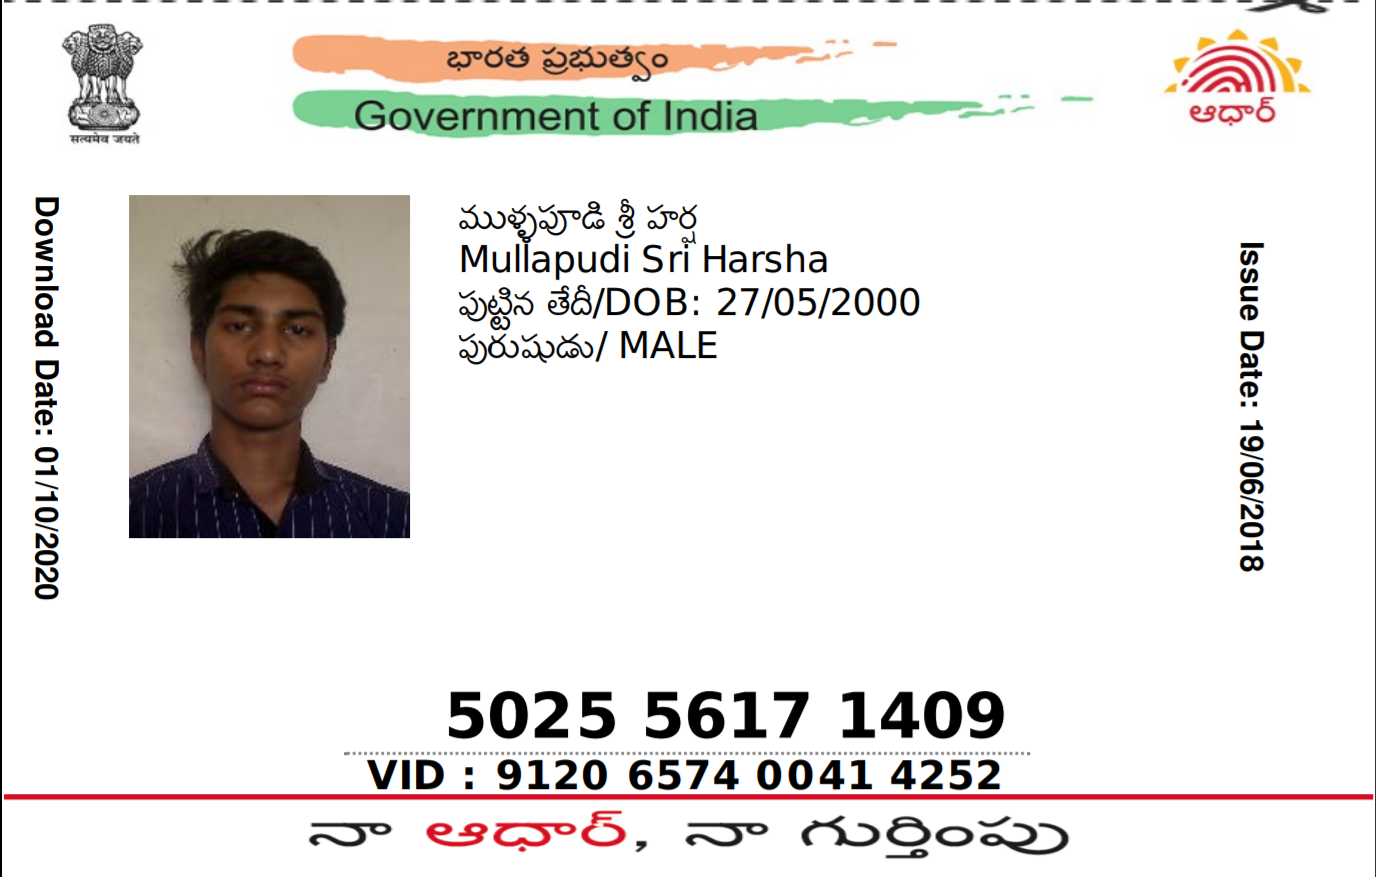 భారత ప్రభుత్వం
Government of India
सत्यमेव जयते
ఆధార్
Download Date: 01/10/2020
ముళ్ళపూడి శ్రీ హర్ష
Mullapudi Sri Harsha
పుట్టిన తేదీ/DOB: 27/05/2000
పురుషుడు/ MALE
Issue Date: 19/06/2018
5025 5617 1409
VID : 9120 6574 0041 4252
నా ఆధార్, నా గుర్తింపు